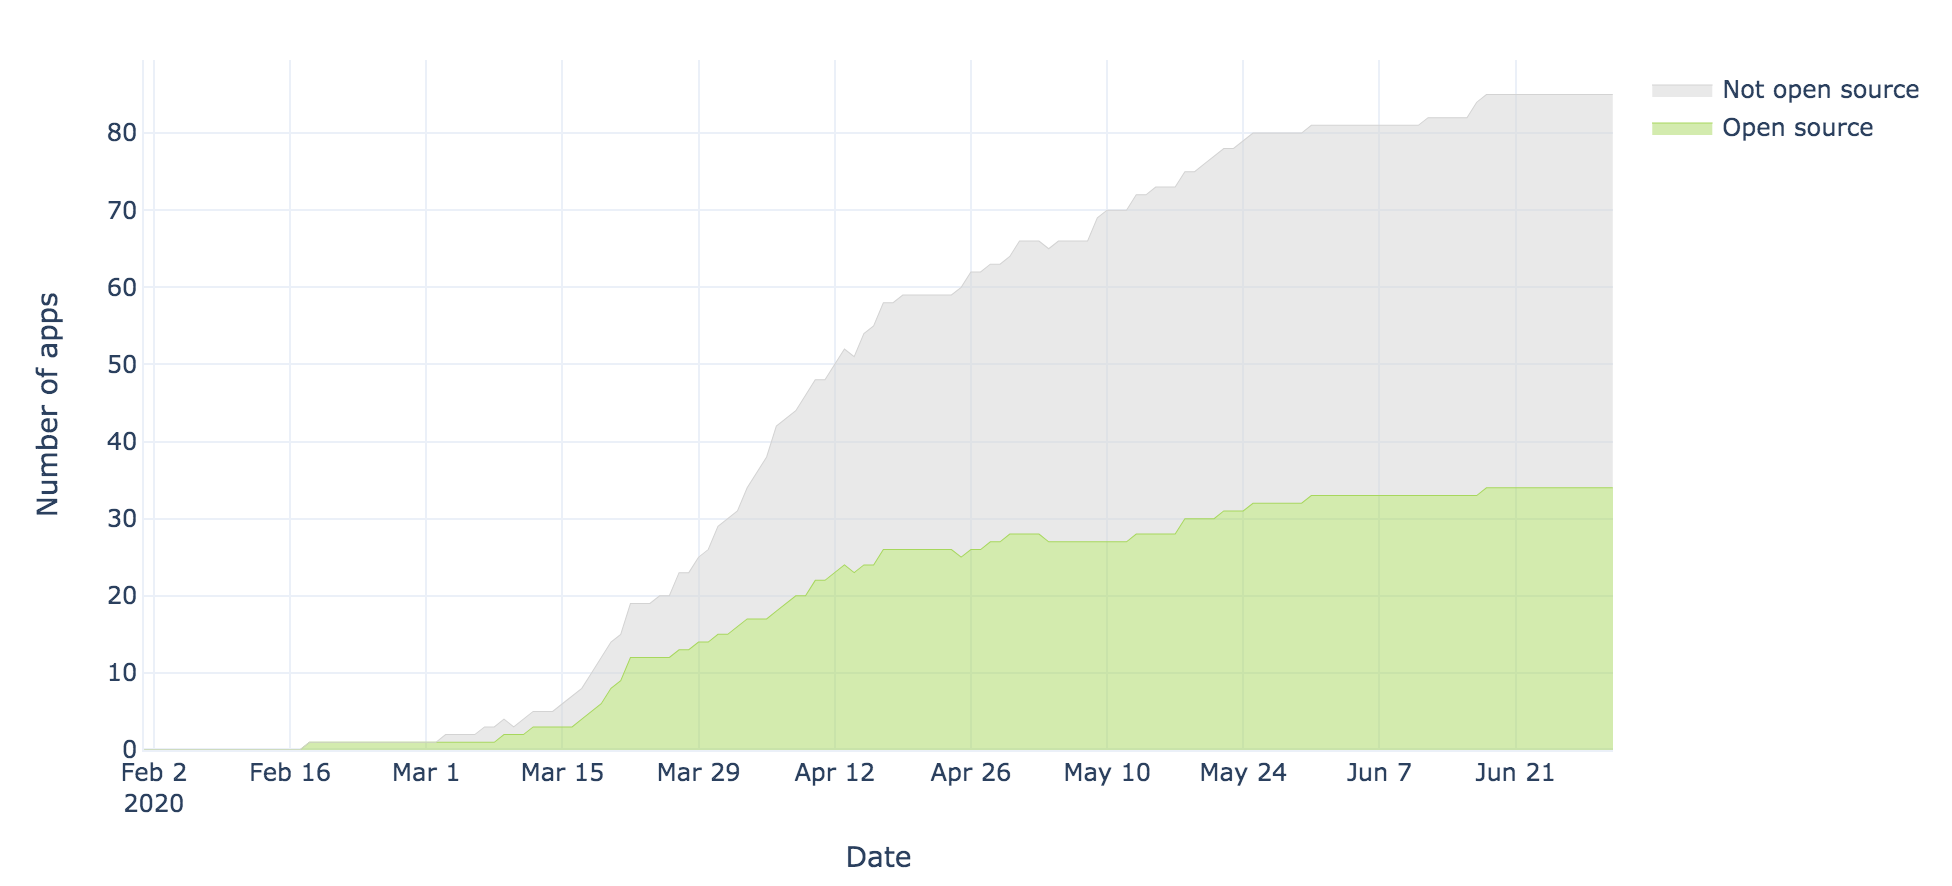 Not open source
Open source
80
70
60
50
40
30
20
10
0
Number of apps
Feb 2 Feb 16 Mar 1 Mar 15 Mar 29 Apr 12 Apr 26 May 10 May 24 Jun 7 Jun 21
2020
Date